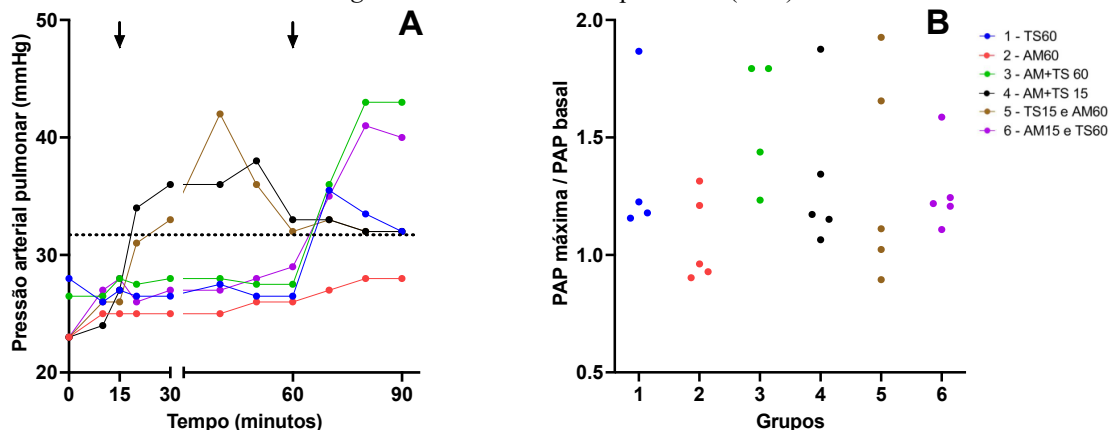 A
Pressão arterial pulmonar (mmHg)
50
40
30
20
0 15 30 60 90
Tempo (minutos)
B
PAP máxima / PAP basal
2.0
1.5
1.0
0.5
1 2 3 4 5 6
Grupos
1 - TS60
2 - AM60
3 - AM+TS 60
4 - AM+TS 15
5 - TS15 e AM60
6 - AM15 e TS60